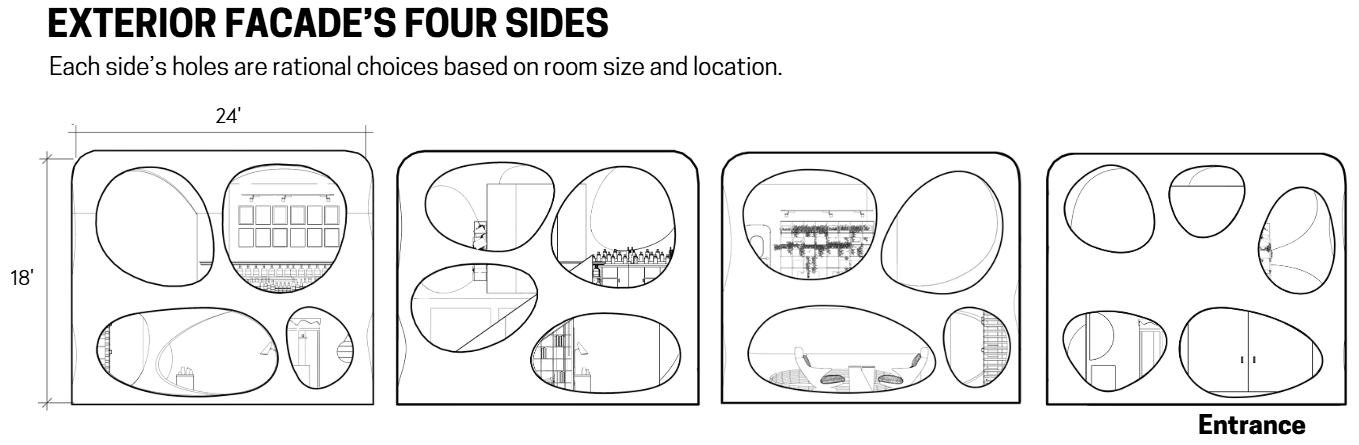 EXTERIOR FACADE’S FOUR SIDES
Each side’s holes are rational choices based on room size and location.
24'
18'
Entrance